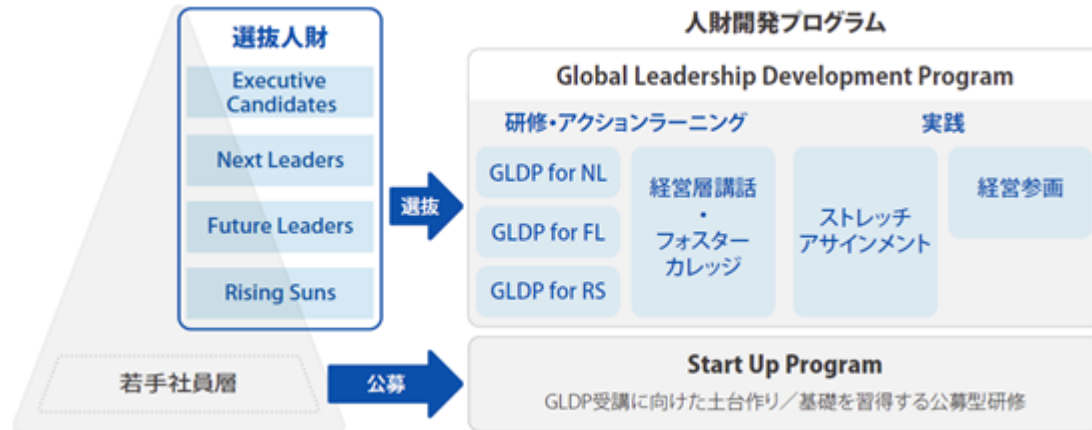 選抜人財
Executive
Candidates
Next Leaders
Future Leaders
Rising Suns
若手社員層
選抜
公募
人財開発プログラム
Global Leadership Development Program
研修・アクションラーニング
実践
GLDP for NL
GLDP for FL
GLDP for RS
経営層講話
・
フォスター
カレッジ
ストレッチ
アサインメント
経営参画
Start Up Program
GLDP受講に向けた土台作り／基礎を習得する公募型研修